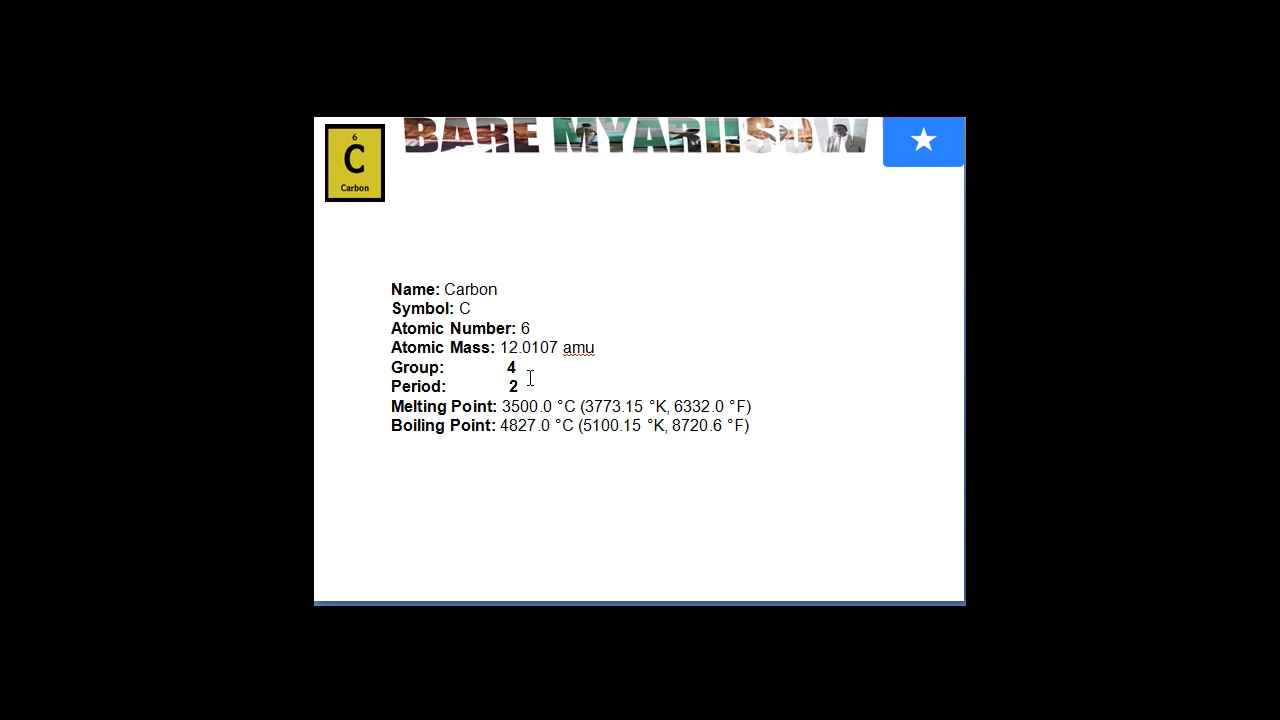 6
C
Carbon
BARE MYARIISOW
Name: Carbon
Symbol: C
Atomic Number: 6
Atomic Mass: 12.0107 amu
Group: 4
Period: 2
Melting Point: 3500.0 °C (3773.15 °K, 6332.0 °F)
Boiling Point: 4827.0 °C (5100.15 °K, 8720.6 °F)